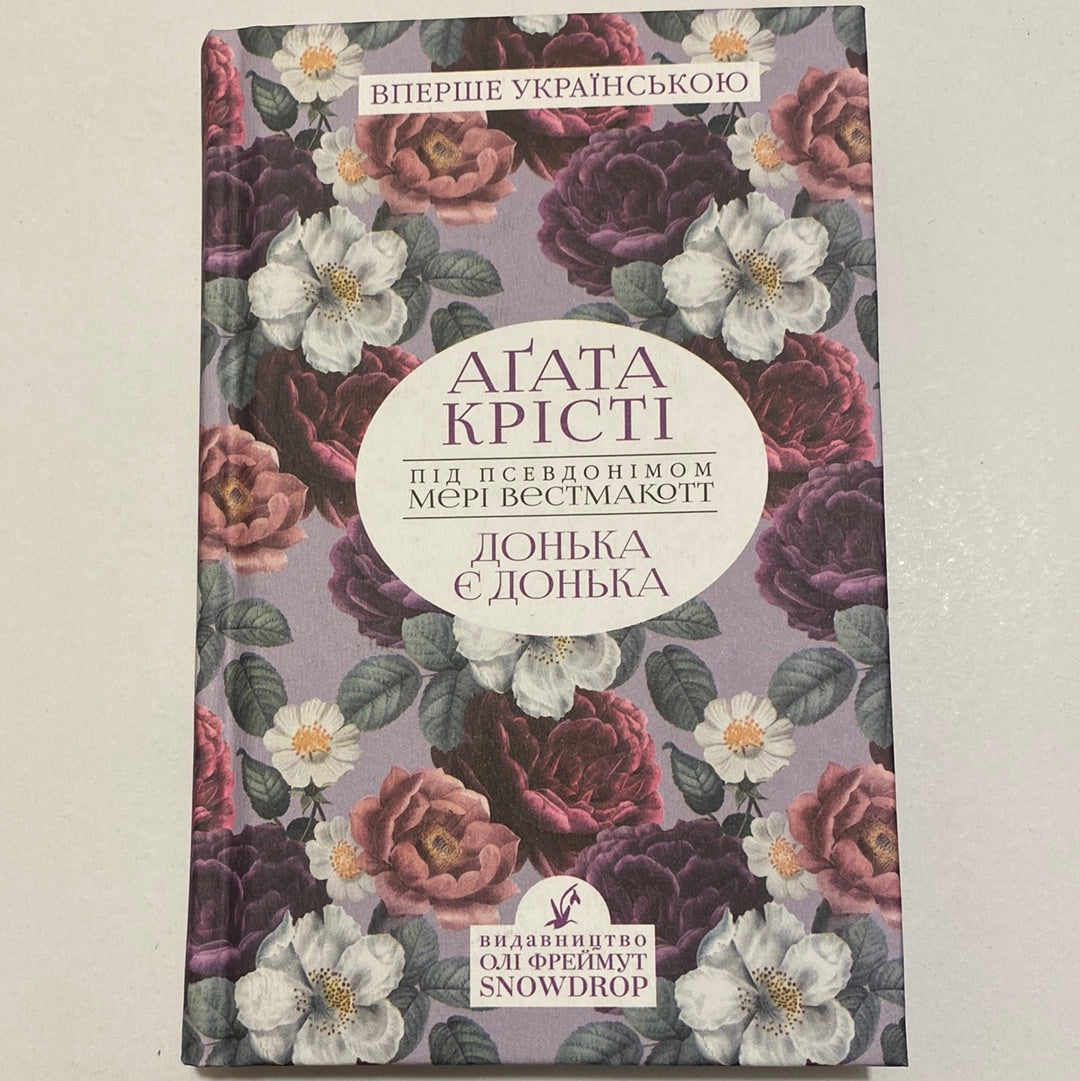 ВПЕРШЕ УКРАЇНСЬКОЮ
АҐАТА
КРІСТІ
ПІД ПСЕВДОНІМОМ
МЕРІ ВЕСТМАКОТТ
ДОНЬКА
Є ДОНЬКА
ВИДАВНИЦТВО
ОЛІ ФРЕЙМУТ
SNOWDROP